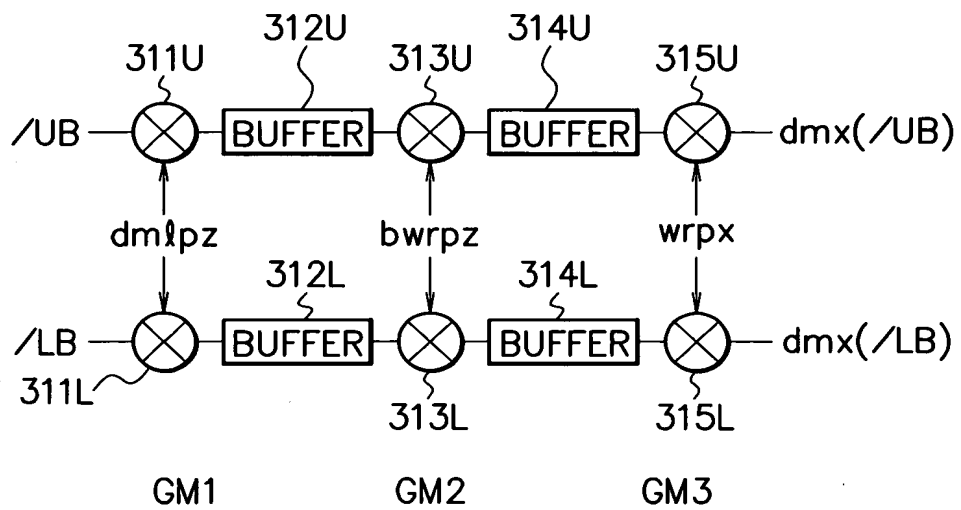 312U 314U
311U 313U 315U
/UB BUFFER BUFFER dmx(/UB)
dmℓpz bwrpz wrpx
312L 314L
/LB BUFFER BUFFER dmx(/LB)
311L 313L 315L
GM1 GM2 GM3